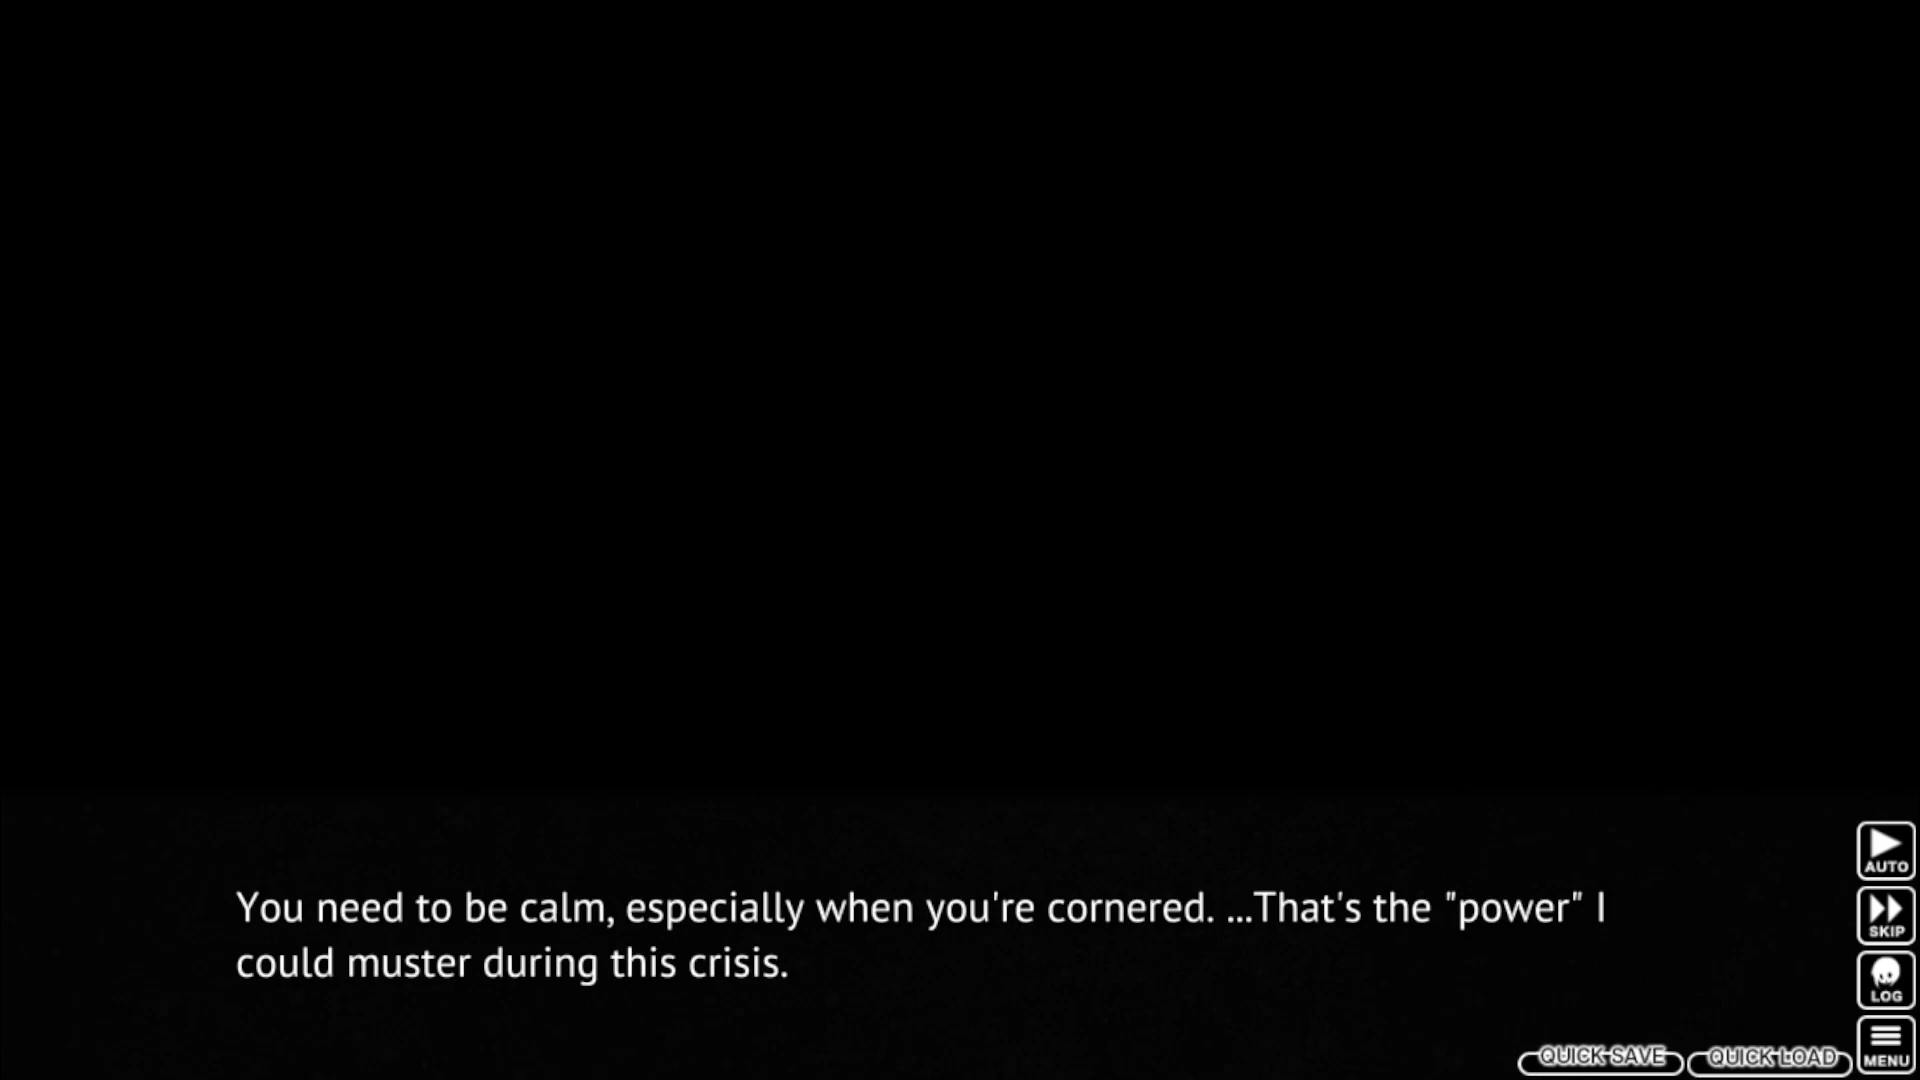 You need to be calm, especially when you're cornered. ...That's the "power" I
could muster during this crisis.
AUTO
SKIP
LOG
MENU
QUICK SAVE
QUICK LOAD